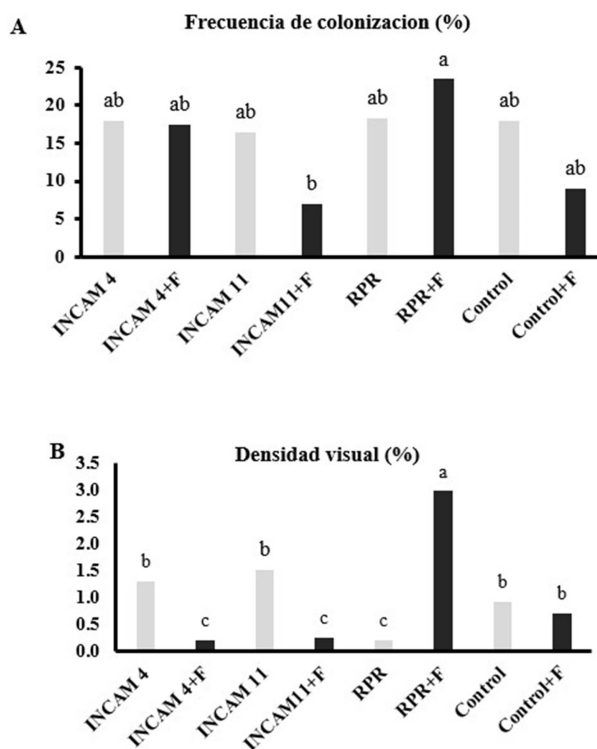 A
Frecuencia de colonizacion (%)
25
20
15
10
5
0
ab
ab
ab
b
ab
a
ab
ab
INCAM 4
INCAM 4+F
INCAM 11
INCAM11+F
RPR
RPR+F
Control
Control+F
B
Densidad visual (%)
3.5
3.0
2.5
2.0
1.5
1.0
0.5
0.0
b
c
b
c
c
a
b
b
INCAM 4
INCAM 4+F
INCAM 11
INCAM11+F
RPR
RPR+F
Control
Control+F